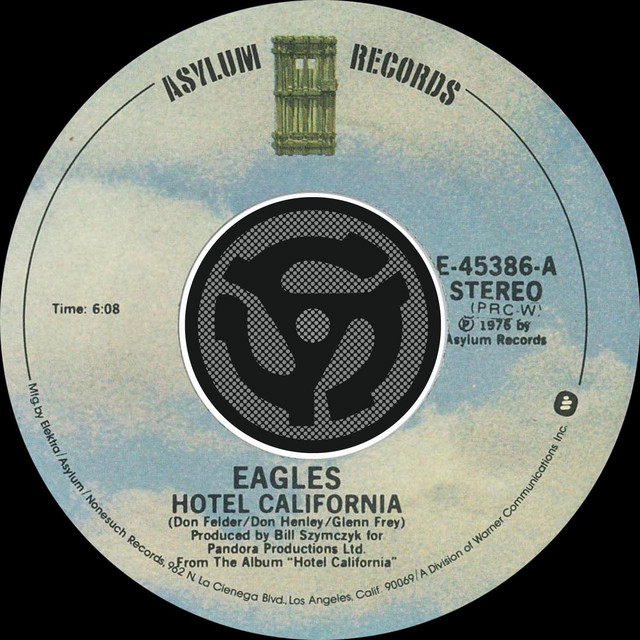 ASYLUM RECORDS
Time: 6:08
E-45386-A
STEREO
(PRC-W)
℗ 1976 by
Asylum Records
EAGLES
HOTEL CALIFORNIA
(Don Felder/Don Henley/Glenn Frey)
Produced by Bill Szymczyk for
Pandora Productions Ltd.
From The Album "Hotel California"
Mfg by Elektra/Asylum/Nonesuch Records, 962 N. La Cienega Blvd., Los Angeles, Calif. 90069/A Division of Warner Communications Inc.